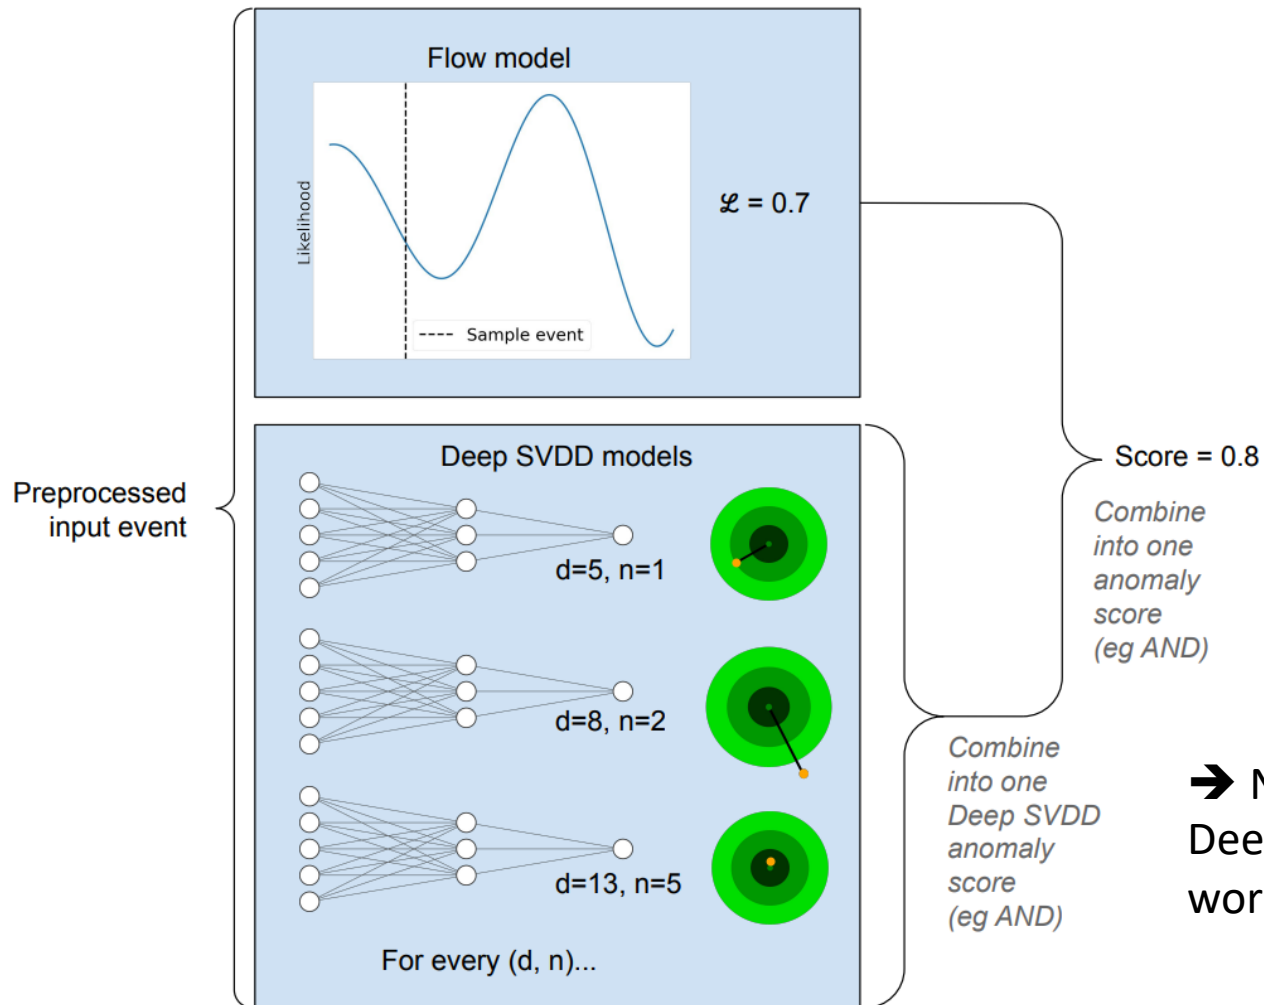 Flow model
Likelihood
Sample event
ℒ = 0.7
Preprocessed
input event
Deep SVDD models
d=5, n=1
d=8, n=2
d=13, n=5
For every (d, n)...
Score = 0.8
Combine
into one
anomaly
score
(eg AND)
Combine
into one
Deep SVDD
anomaly
score
(eg AND)
➔